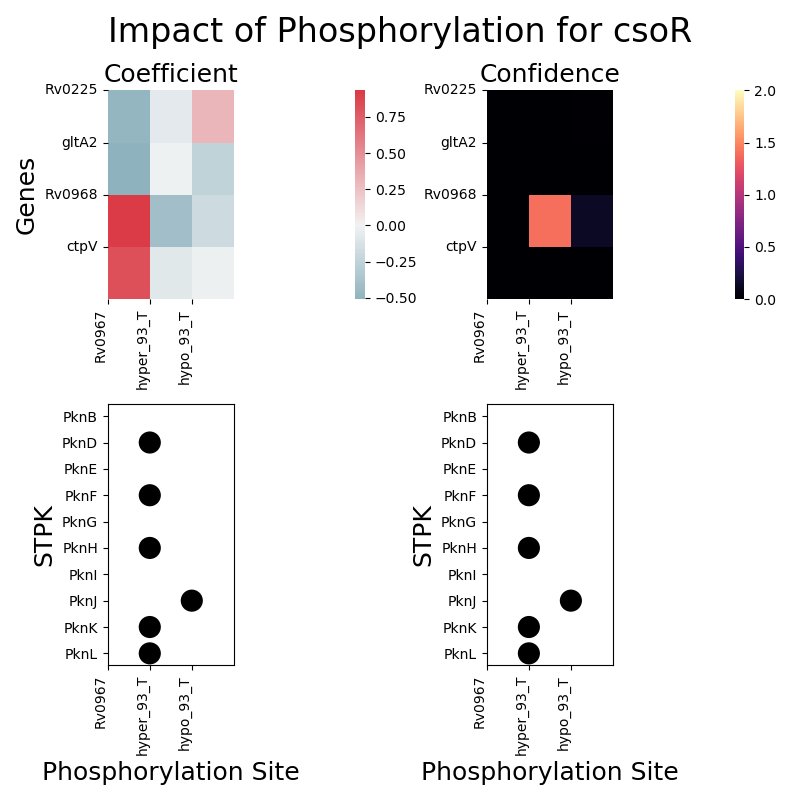 Impact of Phosphorylation for csoR
Coefficient
Confidence
Genes
Rv0225
gltA2
Rv0968
ctpV
0.75
0.50
0.25
0.00
−0.25
−0.50
Rv0967
hyper_93_T
hypo_93_T
Rv0225
gltA2
Rv0968
ctpV
2.0
1.5
1.0
0.5
0.0
Rv0967
hyper_93_T
hypo_93_T
STPK
PknB
PknD
PknE
PknF
PknG
PknH
PknI
PknJ
PknK
PknL
Rv0967
hyper_93_T
hypo_93_T
Phosphorylation Site
STPK
PknB
PknD
PknE
PknF
PknG
PknH
PknI
PknJ
PknK
PknL
Rv0967
hyper_93_T
hypo_93_T
Phosphorylation Site